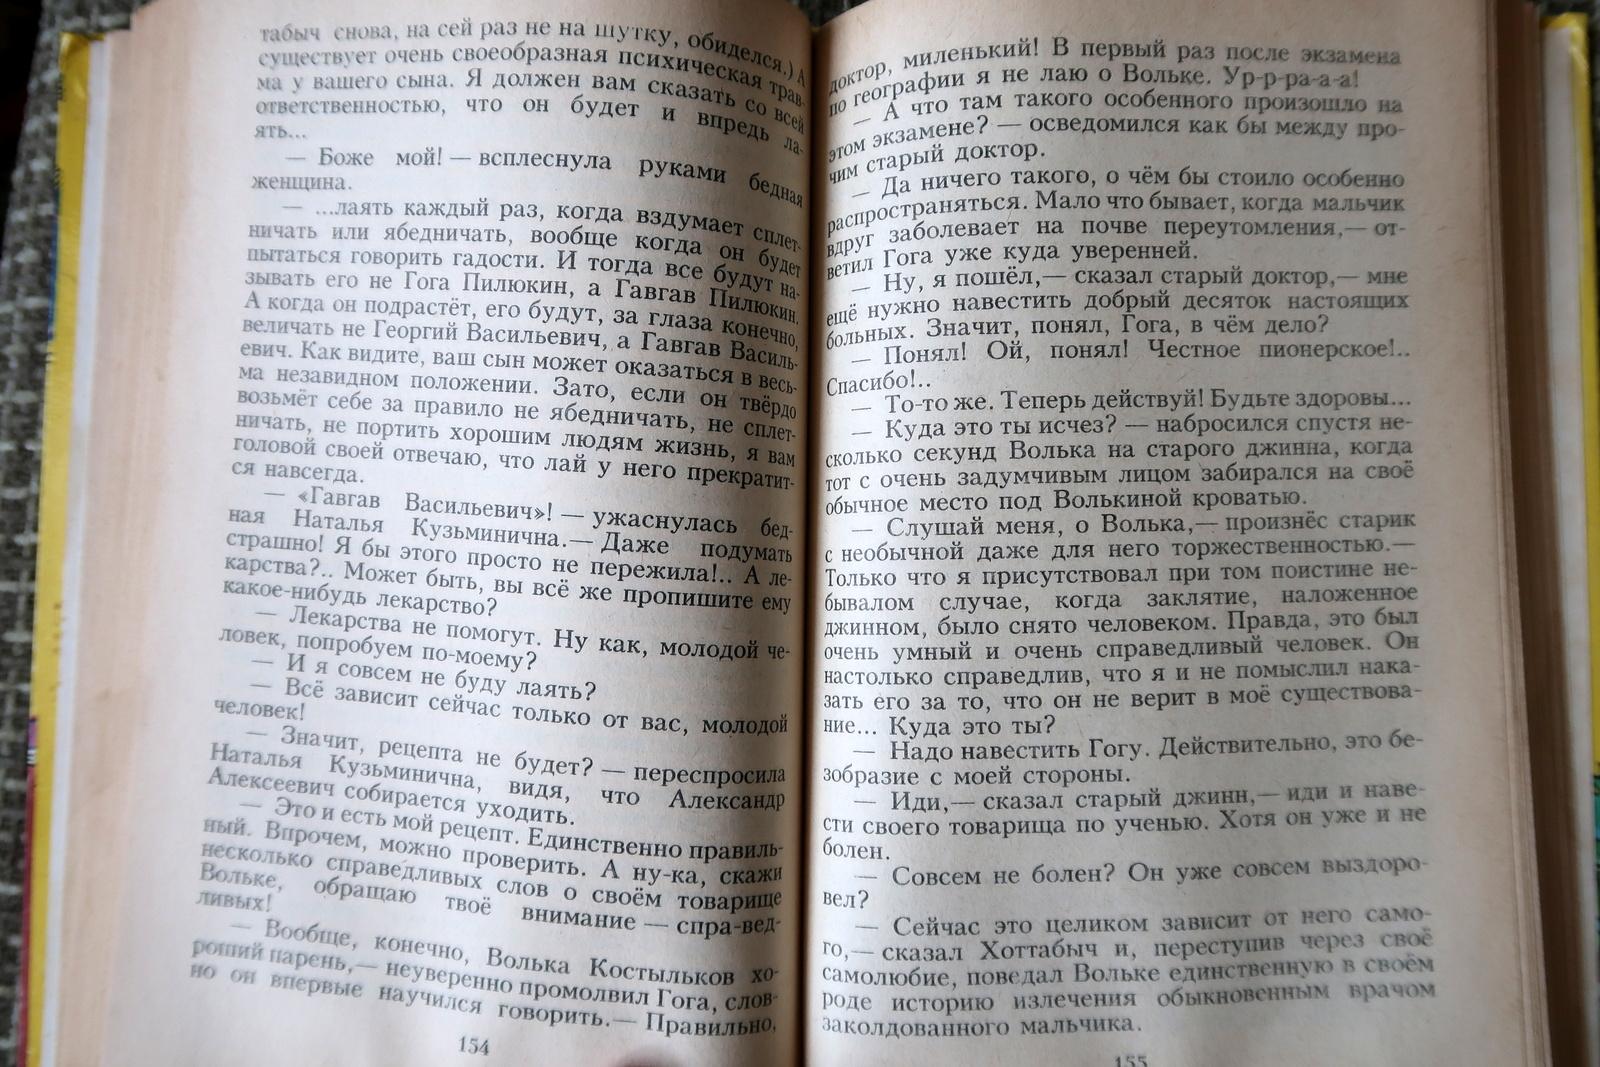 табыч снова, на сей раз не на шутку, обиделся.) А
существует очень своеобразная психическая трав-
ма у вашего сына. Я должен вам сказать со всей
ответственностью, что он будет и впредь ла-
ять...
— Боже мой! — всплеснула руками бедная
женщина.
— ...лаять каждый раз, когда вздумает сплет-
ничать или ябедничать, вообще когда он будет
пытаться говорить гадости. И тогда все будут на-
зывать его не Гога Пилюкин, а Гавгав Пилюкин.
А когда он подрастёт, его будут, за глаза конечно,
величать не Георгий Васильевич, а Гавгав Василь-
евич. Как видите, ваш сын может оказаться в весь-
ма незавидном положении. Зато, если он твёрдо
возьмёт себе за правило не ябедничать, не сплет-
ничать, не портить хорошим людям жизнь, я вам
головой своей отвечаю, что лай у него прекратит-
ся навсегда.
— «Гавгав Васильевич»! — ужаснулась бед-
ная Наталья Кузьминична.— Даже подумать
страшно! Я бы этого просто не пережила!.. А ле-
карства?.. Может быть, вы всё же пропишите ему
какое-нибудь лекарство?
— Лекарства не помогут. Ну как, молодой че-
ловек, попробуем по-моему?
— И я совсем не буду лаять?
— Всё зависит сейчас только от вас, молодой
человек!
— Значит, рецепта не будет? — переспросила
Наталья Кузьминична, видя, что Александр
Алексеевич собирается уходить.
— Это и есть мой рецепт. Единственно правиль-
ный. Впрочем, можно проверить. А ну-ка, скажи
несколько справедливых слов о своём товарище
Вольке, обращаю твоё внимание — спра-вед-
ливых!
— Вообще, конечно, Волька Костыльков хо-
роший парень,— неуверенно промолвил Гога, слов-
но он впервые научился говорить.— Правильно,
154
доктор, миленький! В первый раз после экзамена
по географии я не лаю о Вольке. Ур-р-ра-а-а!
— А что там такого особенного произошло на
этом экзамене? — осведомился как бы между про-
чим старый доктор.
— Да ничего такого, о чём бы стоило особенно
распространяться. Мало что бывает, когда мальчик
вдруг заболевает на почве переутомления,— от-
ветил Гога уже куда уверенней.
— Ну, я пошёл,— сказал старый доктор,— мне
ещё нужно навестить добрый десяток настоящих
больных. Значит, понял, Гога, в чём дело?
— Понял! Ой, понял! Честное пионерское!..
Спасибо!..
— То-то же. Теперь действуй! Будьте здоровы...
— Куда это ты исчез? — набросился спустя не-
сколько секунд Волька на старого джинна, когда
тот с очень задумчивым лицом забирался на своё
обычное место под Волькиной кроватью.
— Слушай меня, о Волька,— произнёс старик
с необычной даже для него торжественностью.—
Только что я присутствовал при том поистине не-
бывалом случае, когда заклятие, наложенное
джинном, было снято человеком. Правда, это был
очень умный и очень справедливый человек. Он
настолько справедлив, что я и не помыслил нака-
зать его за то, что он не верит в моё существова-
ние... Куда это ты?
— Надо навестить Гогу. Действительно, это бе-
зобразие с моей стороны.
— Иди,— сказал старый джинн,— иди и наве-
сти своего товарища по ученью. Хотя он уже и не
болен.
— Совсем не болен? Он уже совсем выздоро-
вел?
— Сейчас это целиком зависит от него само-
го,— сказал Хоттабыч и, переступив через своё
самолюбие, поведал Вольке единственную в своём
роде историю излечения обыкновенным врачом
заколдованного мальчика.
155